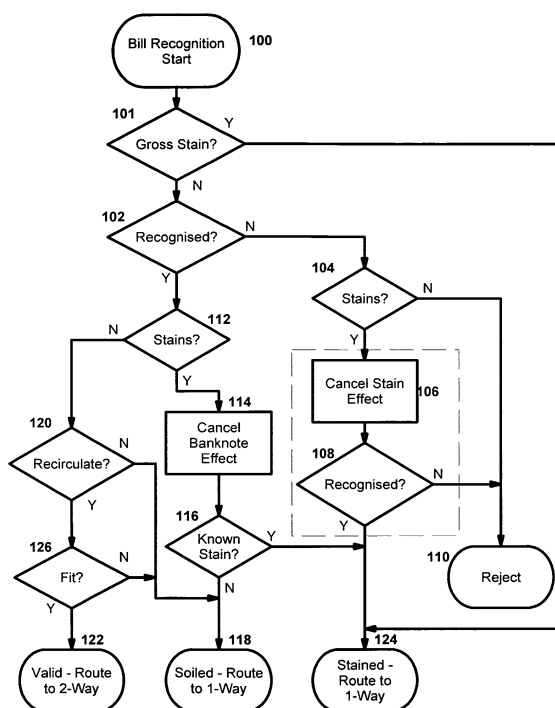 Bill Recognition
Start
100
101
Y
Gross Stain?
N
102
N
Recognised?
Y
104
N
Stains?
Y
N
112
Stains?
Y
Cancel Stain
Effect
106
114
Cancel
Banknote
Effect
120
N
Recirculate?
Y
108
N
Recognised?
Y
116
Known
Stain?
Y
N
126
N
Fit?
Y
110
Reject
122
Valid - Route
to 2-Way
118
Soiled - Route
to 1-Way
124
Stained -
Route to
1-Way